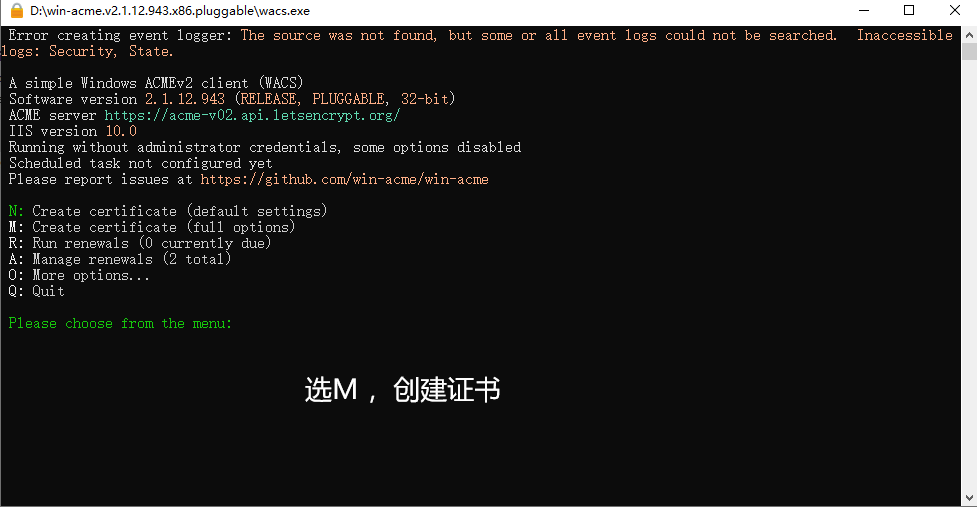 D:\win-acme.v2.1.12.943.x86.pluggable\wacs.exe
Error creating event logger: The source was not found, but some or all event logs could not be searched.  Inaccessible
logs: Security, State.
A simple Windows ACMEv2 client (WACS)
Software version 2.1.12.943 (RELEASE, PLUGGABLE, 32-bit)
ACME server https://acme-v02.api.letsencrypt.org/
IIS version 10.0
Running without administrator credentials, some options disabled
Scheduled task not configured yet
Please report issues at https://github.com/win-acme/win-acme
N: Create certificate (default settings)
M: Create certificate (full options)
R: Run renewals (0 currently due)
A: Manage renewals (2 total)
O: More options...
Q: Quit
Please choose from the menu:
选M ，创建证书